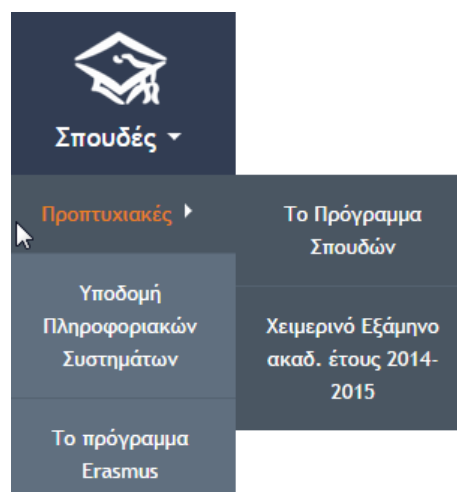 Σπουδές
Προπτυχιακές
Το Πρόγραμμα
Σπουδών
Υποδομή
Πληροφοριακών
Συστημάτων
Χειμερινό Εξάμηνο
ακαδ. έτους 2014-
2015
Το πρόγραμμα
Erasmus